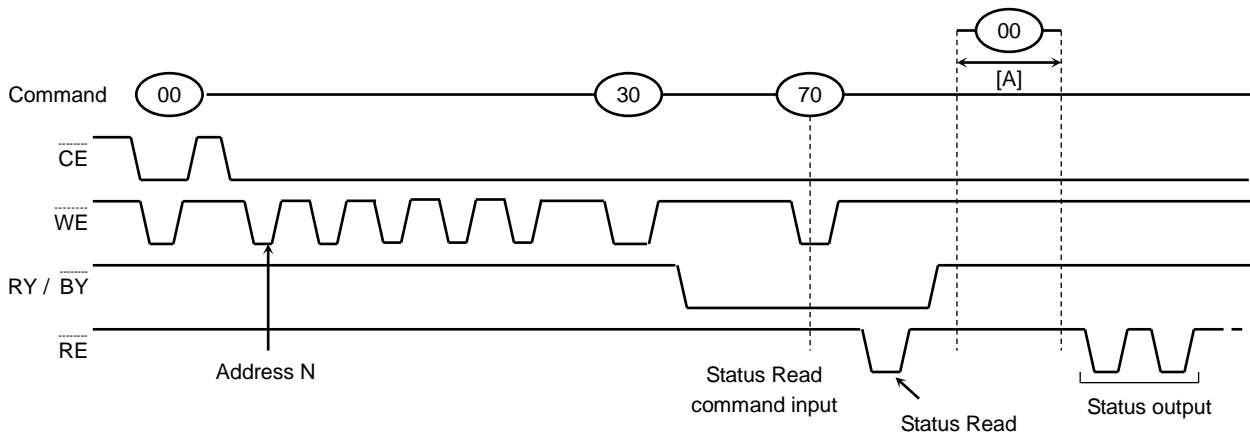 00
[A]
Command 00 30 70
CE
WE
RY / BY
RE
Address N
Status Read
command input
Status Read
Status output